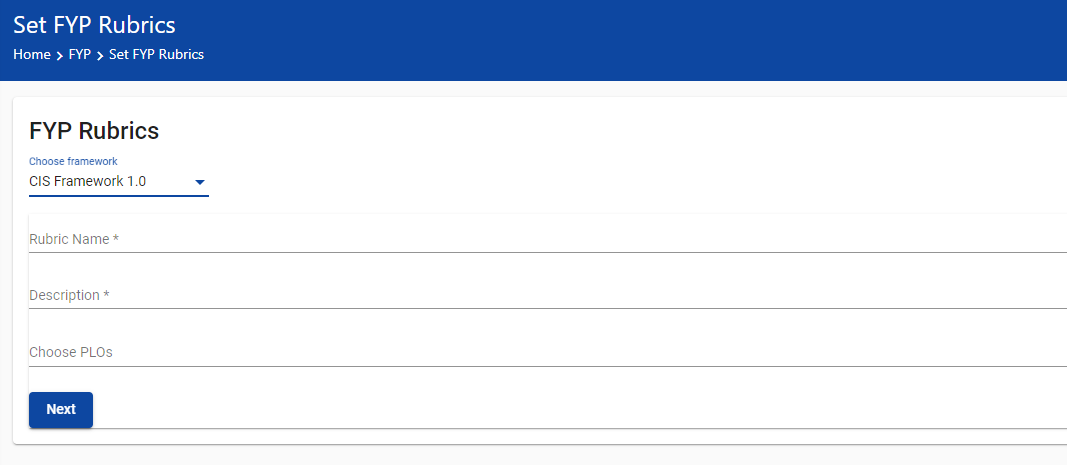 Set FYP Rubrics
Home > FYP > Set FYP Rubrics
FYP Rubrics
Choose framework
CIS Framework 1.0
Rubric Name *
Description *
Choose PLOs
Next